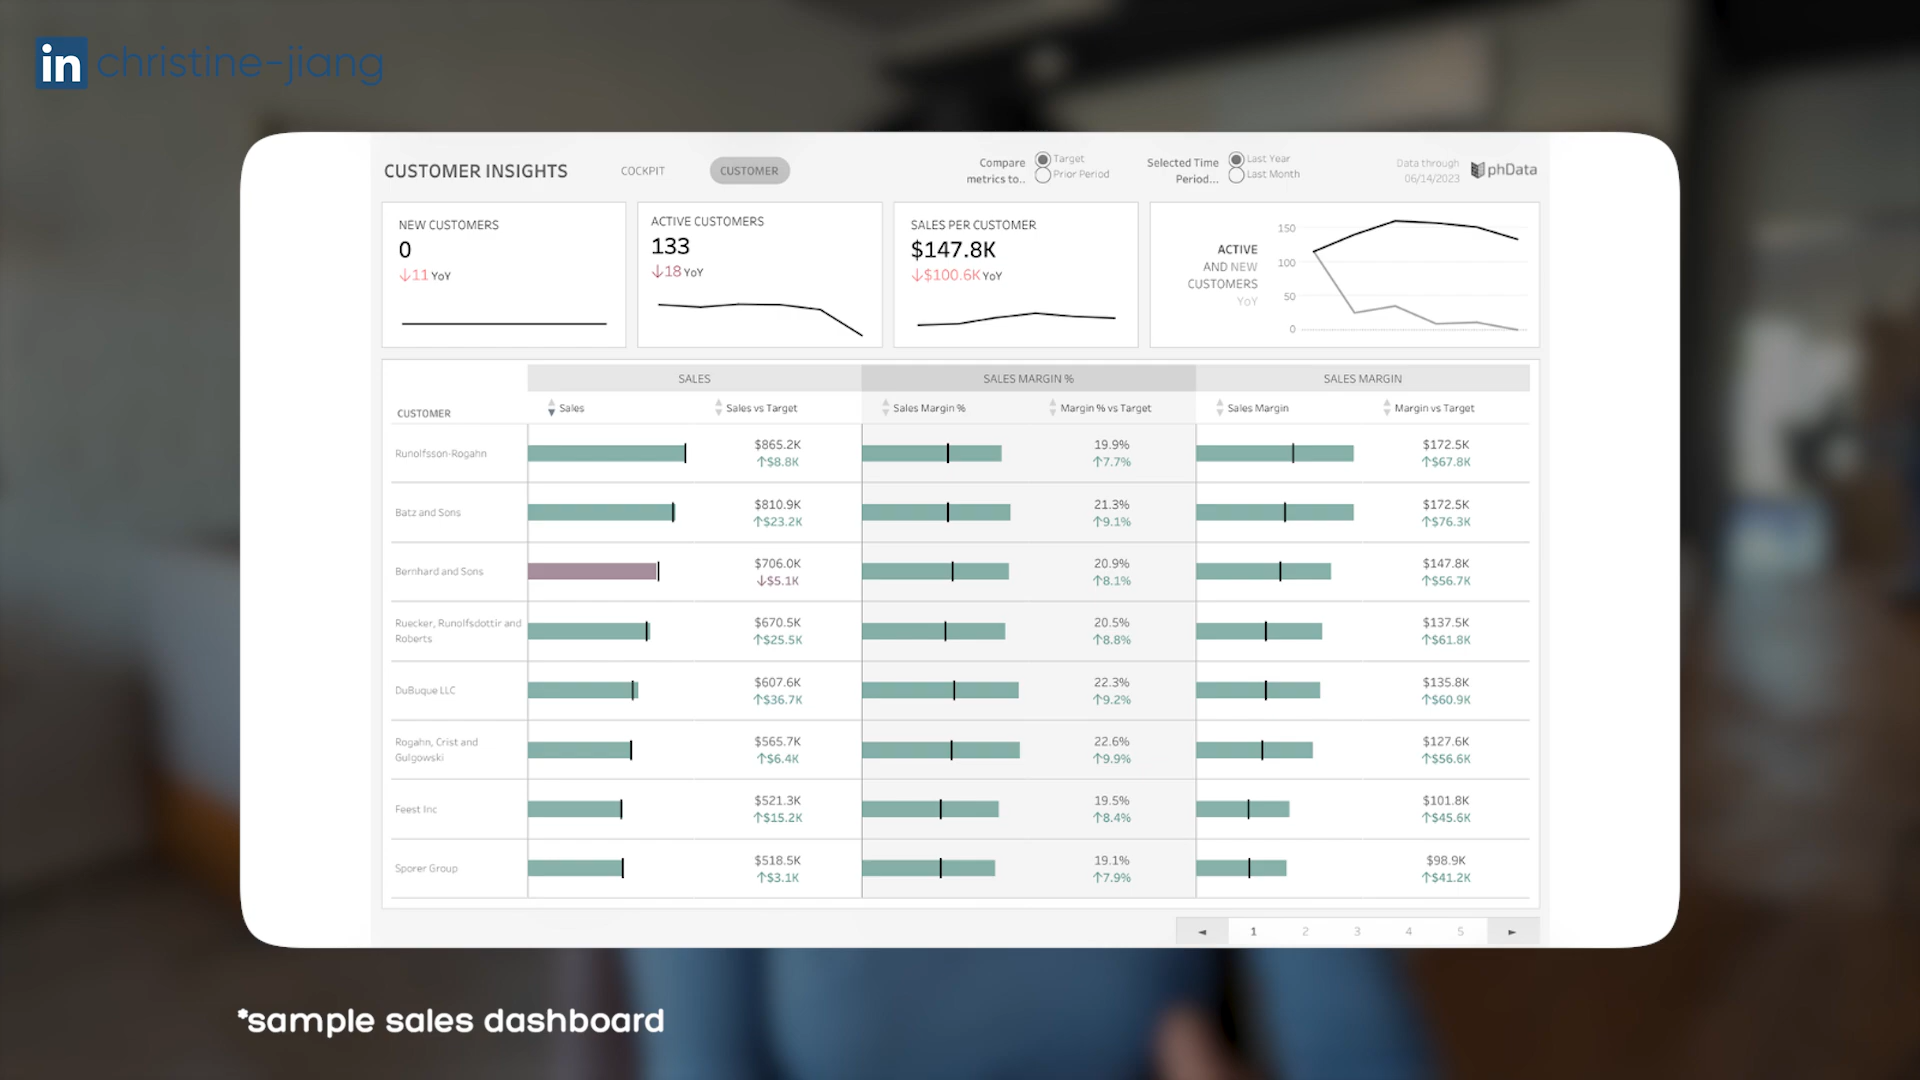 in christine-jiang
CUSTOMER INSIGHTS
COCKPIT
CUSTOMER
Compare
metrics to..
Target
Prior Period
Selected Time
Period...
Last Year
Last Month
Data through
06/14/2023
phData
NEW CUSTOMERS
0
↓11 YoY
ACTIVE CUSTOMERS
133
↓18 YoY
SALES PER CUSTOMER
$147.8K
↓$100.6K YoY
ACTIVE
AND NEW
CUSTOMERS
YoY
150
100
50
0
SALES
SALES MARGIN %
SALES MARGIN
CUSTOMER
Sales
Sales vs Target
Sales Margin %
Margin % vs Target
Sales Margin
Margin vs Target
Runolfsson-Rogahn
$865.2K
↑$8.8K
19.9%
↑7.7%
$172.5K
↑$67.8K
Batz and Sons
$810.9K
↑$23.2K
21.3%
↑9.1%
$172.5K
↑$76.3K
Bernhard and Sons
$706.0K
↓$5.1K
20.9%
↑8.1%
$147.8K
↑$56.7K
Ruecker, Runolfsdottir and
Roberts
$670.5K
↑$25.5K
20.5%
↑8.8%
$137.5K
↑$61.8K
DuBuque LLC
$607.6K
↑$36.7K
22.3%
↑9.2%
$135.8K
↑$60.9K
Rogahn, Crist and
Gulgowski
$565.7K
↑$6.4K
22.6%
↑9.9%
$127.6K
↑$56.6K
Feest Inc
$521.3K
↑$15.2K
19.5%
↑8.4%
$101.8K
↑$45.6K
Sporer Group
$518.5K
↑$3.1K
19.1%
↑7.9%
$98.9K
↑$41.2K
◄ 1 2 3 4 5 ►
*sample sales dashboard